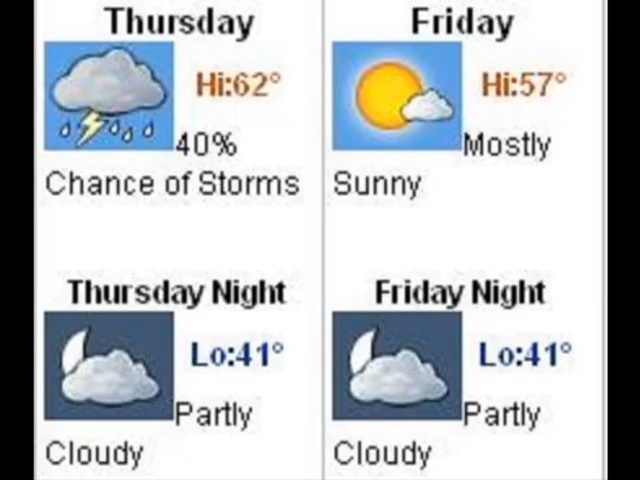 Thursday
Hi:62°
40%
Chance of Storms
Friday
Hi:57°
Mostly
Sunny
Thursday Night
Lo:41°
Partly
Cloudy
Friday Night
Lo:41°
Partly
Cloudy